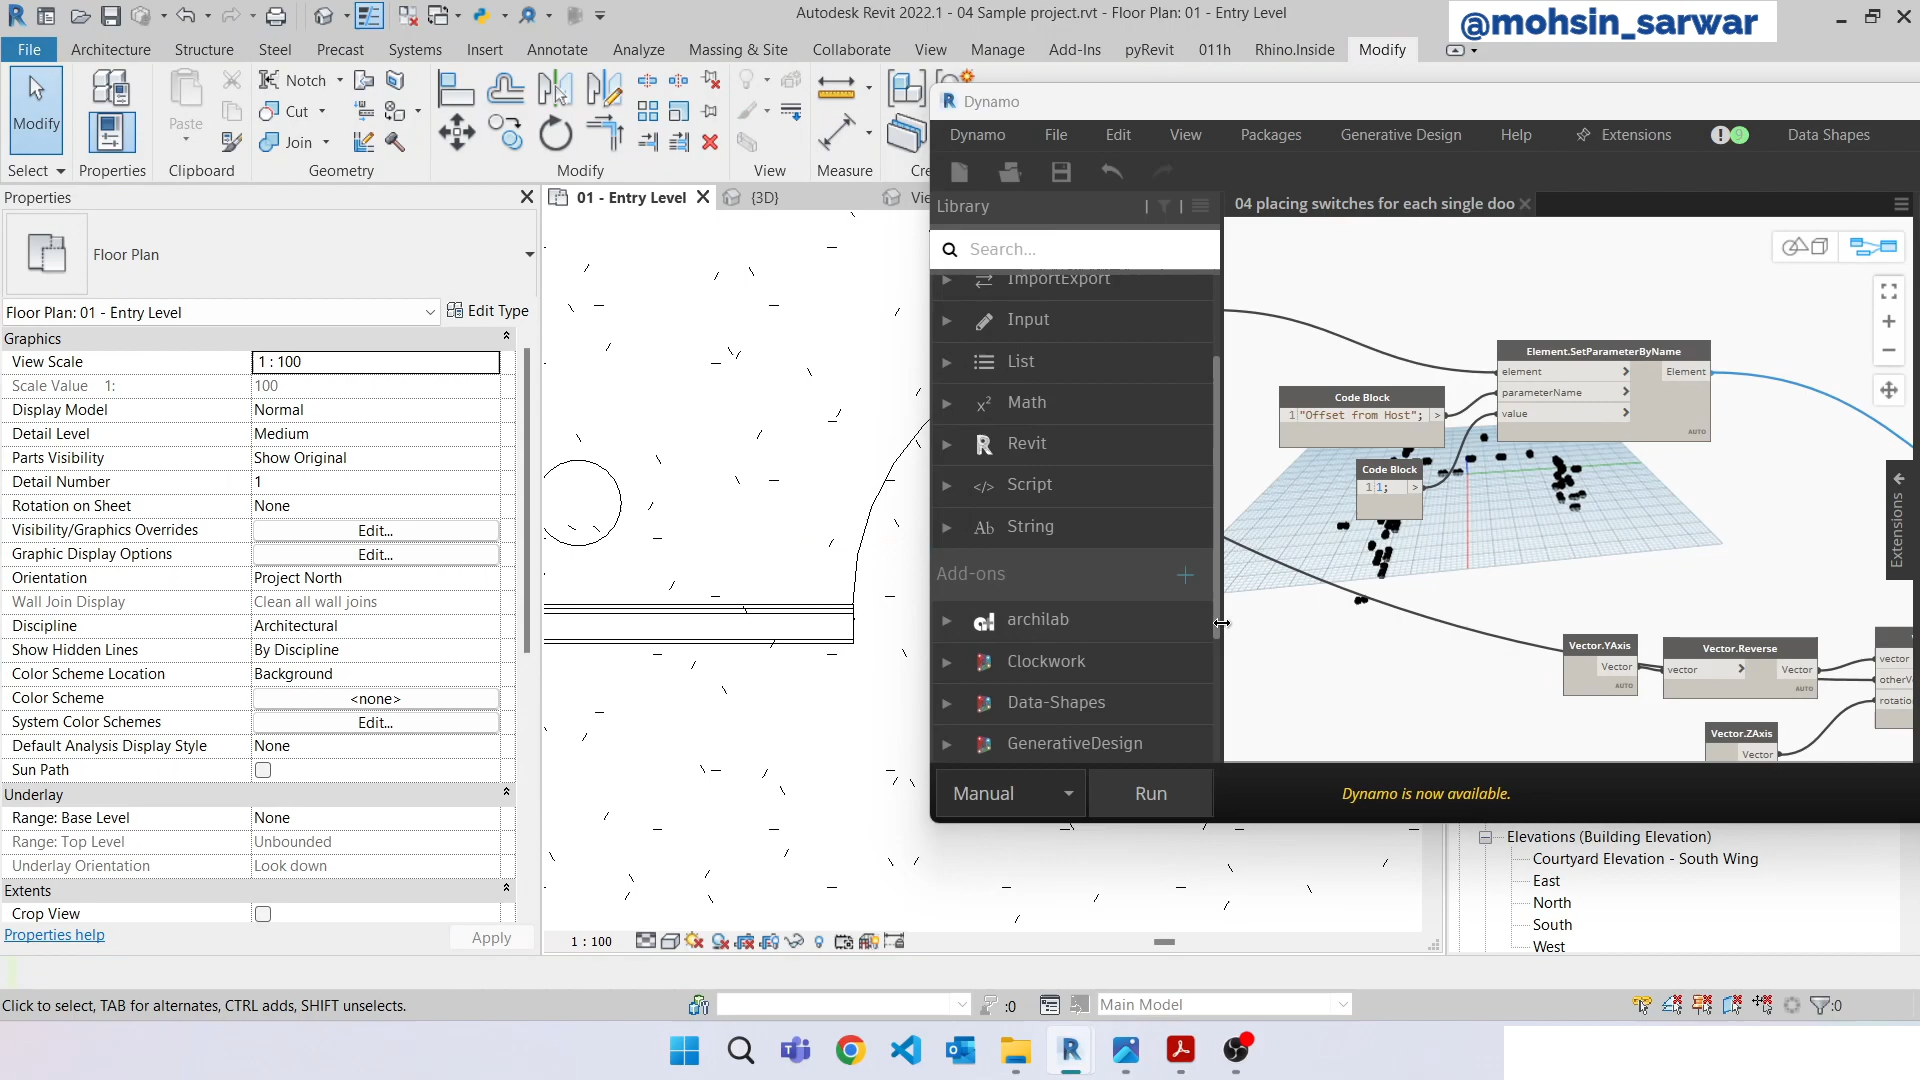 Autodesk Revit 2022.1 - 04 Sample project.rvt - Floor Plan: 01 - Entry Level
@mohsin_sarwar
File Architecture Structure Steel Precast Systems Insert Annotate Analyze Massing & Site Collaborate View Manage Add-Ins pyRevit 011h Rhino.Inside Modify
Modify
Paste
Notch
Cut
Join
Select Properties Clipboard Geometry Modify View Measure Cr
Properties
Floor Plan
Floor Plan: 01 - Entry Level
Edit Type
Graphics
View Scale 1 : 100
Scale Value 1: 100
Display Model Normal
Detail Level Medium
Parts Visibility Show Original
Detail Number 1
Rotation on Sheet None
Visibility/Graphics Overrides Edit...
Graphic Display Options Edit...
Orientation Project North
Wall Join Display Clean all wall joins
Discipline Architectural
Show Hidden Lines By Discipline
Color Scheme Location Background
Color Scheme <none>
System Color Schemes Edit...
Default Analysis Display Style None
Sun Path
Underlay
Range: Base Level None
Range: Top Level Unbounded
Underlay Orientation Look down
Extents
Crop View
Properties help
Apply
01 - Entry Level
{3D}
Vie
1 : 100
Dynamo
Dynamo File Edit View Packages Generative Design Help Extensions Data Shapes
Library
04 placing switches for each single doo
Search...
ImportExport
Input
List
Math
Revit
Script
String
Add-ons
archilab
Clockwork
Data-Shapes
GenerativeDesign
Manual
Run
Dynamo is now available.
Code Block
1 "Offset from Host"; >
Code Block
1 1; >
Element.SetParameterByName
element > Element
parameterName >
value >
AUTO
Vector.YAxis
Vector
AUTO
Vector.Reverse
vector > Vector
AUTO
Vector.ZAxis
Vector
vector
otherV
rotatio
Extensions
Elevations (Building Elevation)
Courtyard Elevation - South Wing
East
North
South
West
Click to select, TAB for alternates, CTRL adds, SHIFT unselects.
:0
Main Model
:0